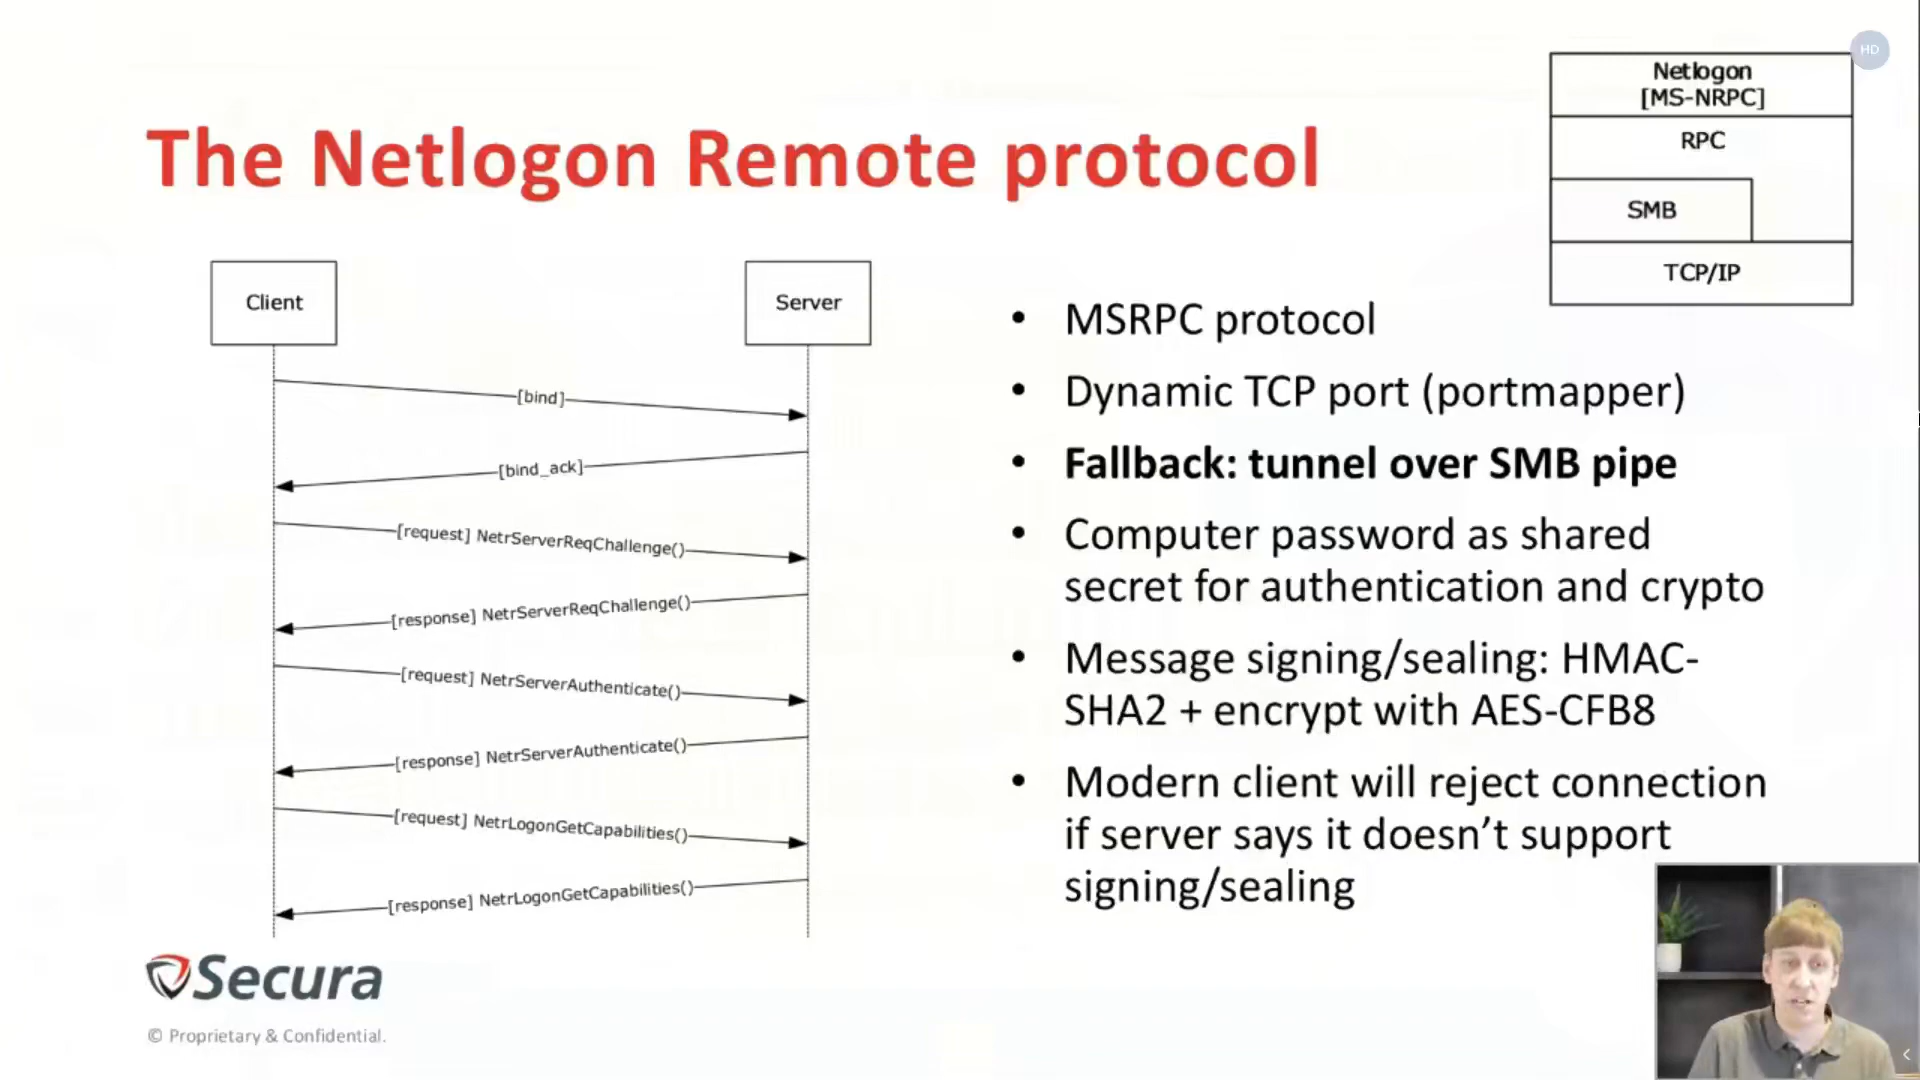 HD
Netlogon
[MS-NRPC]
RPC
SMB
TCP/IP
The Netlogon Remote protocol
Client
Server
[bind]
[bind_ack]
[request] NetrServerReqChallenge()
[response] NetrServerReqChallenge()
[request] NetrServerAuthenticate()
[response] NetrServerAuthenticate()
[request] NetrLogonGetCapabilities()
[response] NetrLogonGetCapabilities()
• MSRPC protocol
• Dynamic TCP port (portmapper)
• Fallback: tunnel over SMB pipe
• Computer password as shared
secret for authentication and crypto
• Message signing/sealing: HMAC-
SHA2 + encrypt with AES-CFB8
• Modern client will reject connection
if server says it doesn’t support
signing/sealing
Secura
© Proprietary & Confidential.